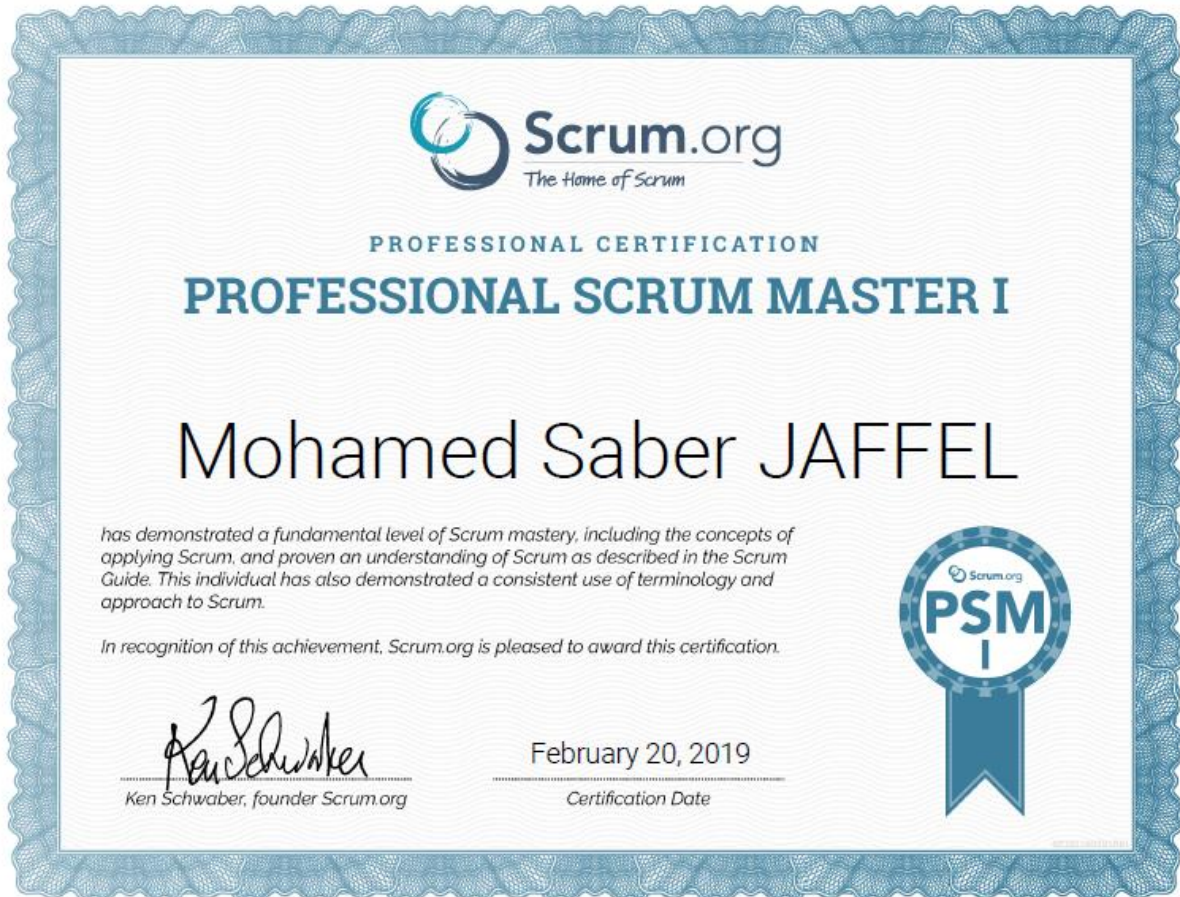 Scrum.org
The Home of Scrum
PROFESSIONAL CERTIFICATION
PROFESSIONAL SCRUM MASTER I
Mohamed Saber JAFFEL
has demonstrated a fundamental level of Scrum mastery, including the concepts of
applying Scrum, and proven an understanding of Scrum as described in the Scrum
Guide. This individual has also demonstrated a consistent use of terminology and
approach to Scrum.
In recognition of this achievement, Scrum.org is pleased to award this certification.
Scrum.org
PSM
I
Ken Schwaber
February 20, 2019
Ken Schwaber, founder Scrum.org
Certification Date